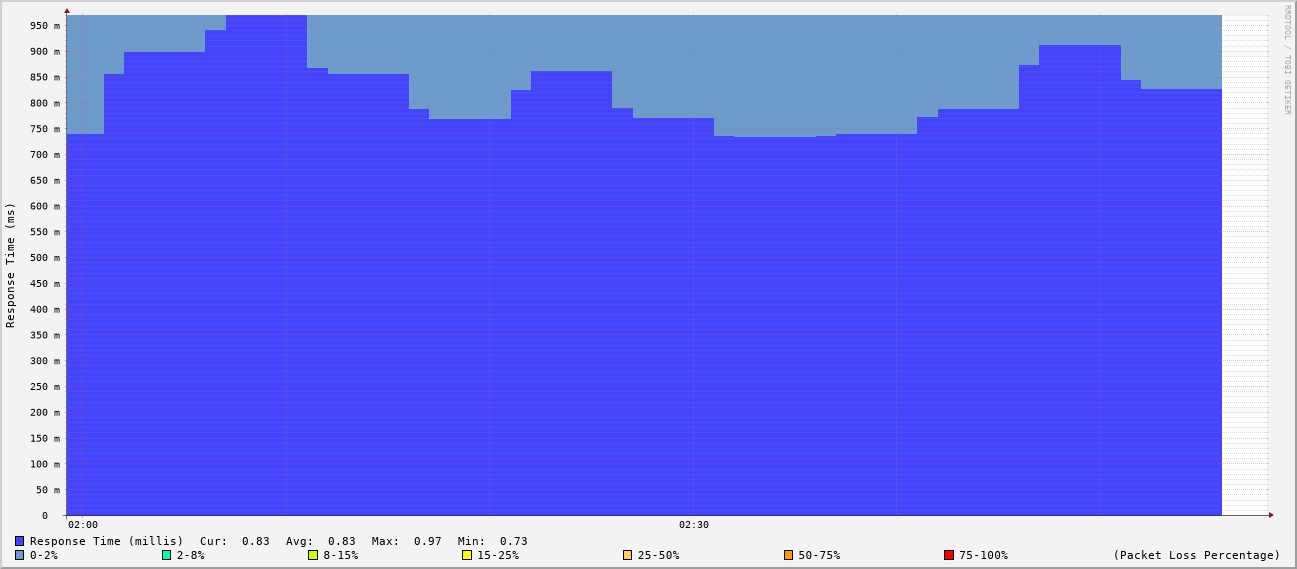 RRDTOOL / TOBI OETIKER
Response Time (ms)
950 m
900 m
850 m
800 m
750 m
700 m
650 m
600 m
550 m
500 m
450 m
400 m
350 m
300 m
250 m
200 m
150 m
100 m
50 m
0
02:00 02:30
Response Time (millis) Cur: 0.83 Avg: 0.83 Max: 0.97 Min: 0.73
0-2% 2-8% 8-15% 15-25% 25-50% 50-75% 75-100% (Packet Loss Percentage)